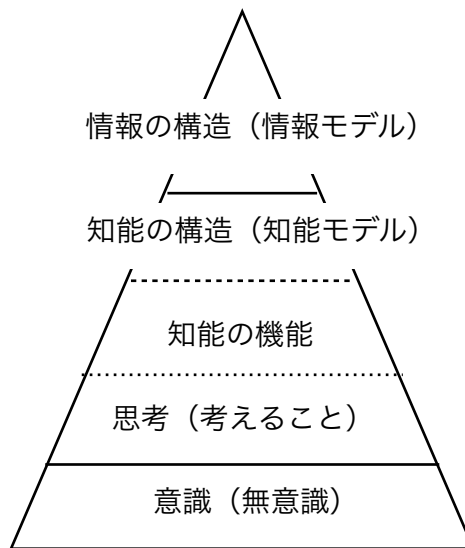 情報の構造（情報モデル）
知能の構造（知能モデル）
知能の機能
思考（考えること）
意識（無意識）